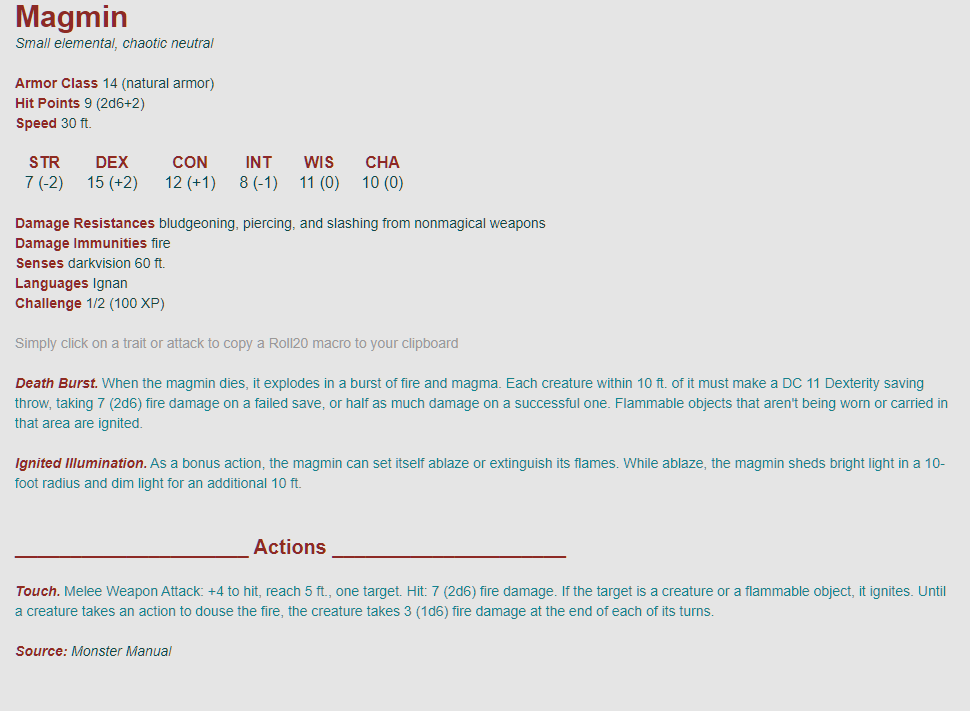 Magmin
Small elemental, chaotic neutral
Armor Class 14 (natural armor)
Hit Points 9 (2d6+2)
Speed 30 ft.
STR DEX CON INT WIS CHA
7 (-2) 15 (+2) 12 (+1) 8 (-1) 11 (0) 10 (0)
Damage Resistances bludgeoning, piercing, and slashing from nonmagical weapons
Damage Immunities fire
Senses darkvision 60 ft.
Languages Ignan
Challenge 1/2 (100 XP)
Simply click on a trait or attack to copy a Roll20 macro to your clipboard
Death Burst. When the magmin dies, it explodes in a burst of fire and magma. Each creature within 10 ft. of it must make a DC 11 Dexterity saving
throw, taking 7 (2d6) fire damage on a failed save, or half as much damage on a successful one. Flammable objects that aren't being worn or carried in
that area are ignited.
Ignited Illumination. As a bonus action, the magmin can set itself ablaze or extinguish its flames. While ablaze, the magmin sheds bright light in a 10-
foot radius and dim light for an additional 10 ft.
_____________________ Actions _____________________
Touch. Melee Weapon Attack: +4 to hit, reach 5 ft., one target. Hit: 7 (2d6) fire damage. If the target is a creature or a flammable object, it ignites. Until
a creature takes an action to douse the fire, the creature takes 3 (1d6) fire damage at the end of each of its turns.
Source: Monster Manual